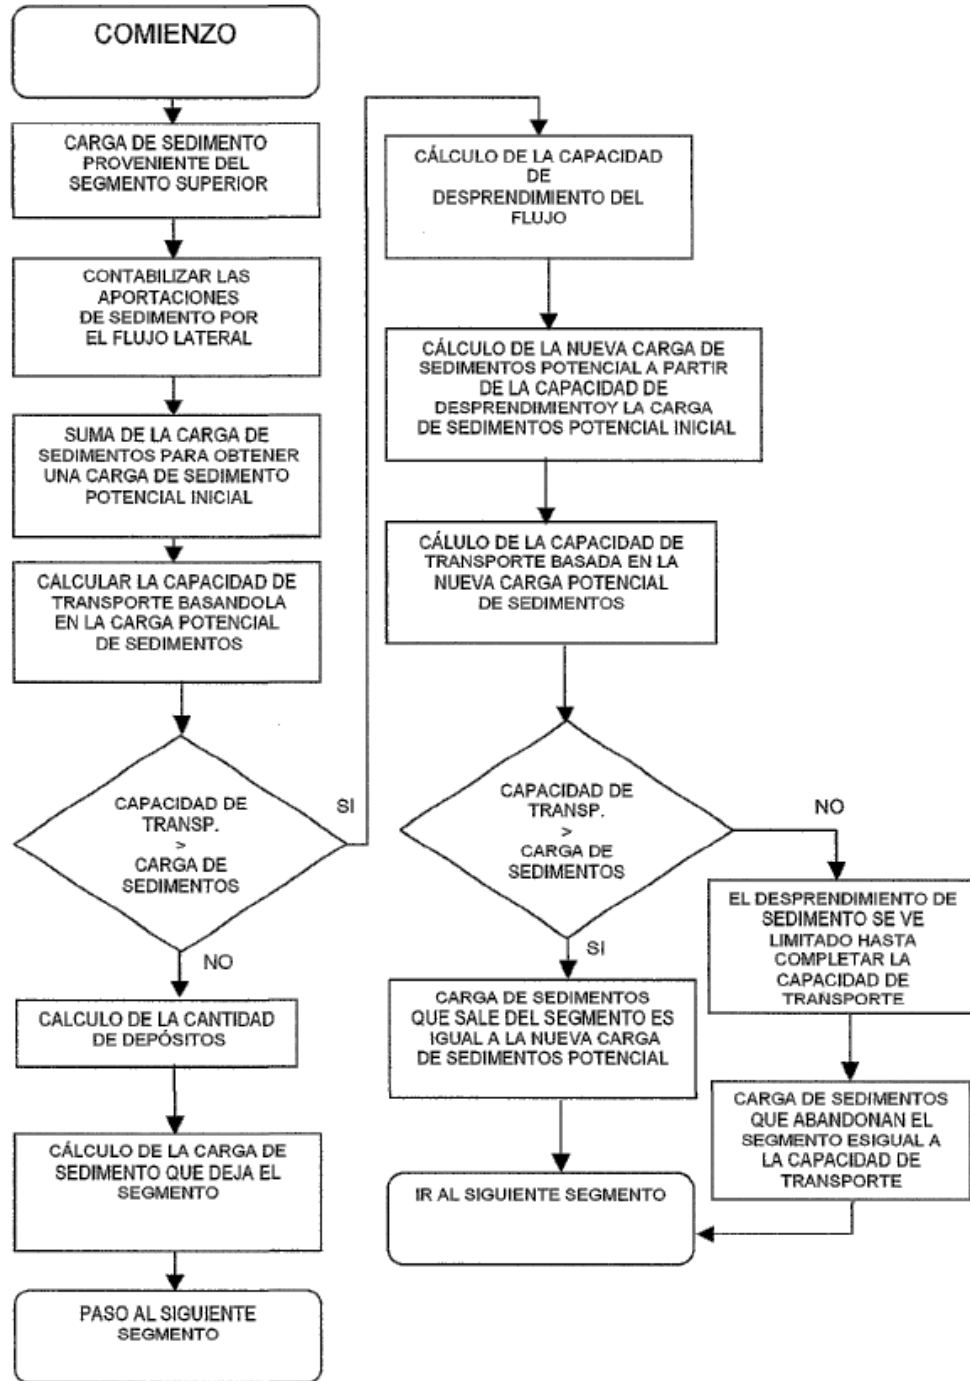 COMIENZO
CARGA DE SEDIMENTO
PROVENIENTE DEL
SEGMENTO SUPERIOR
CONTABILIZAR LAS
APORTACIONES
DE SEDIMENTO POR
EL FLUJO LATERAL
SUMA DE LA CARGA DE
SEDIMENTOS PARA OBTENER
UNA CARGA DE SEDIMENTO
POTENCIAL INICIAL
CALCULAR LA CAPACIDAD DE
TRANSPORTE BASANDOLA
EN LA CARGA POTENCIAL
DE SEDIMENTOS
CAPACIDAD DE
TRANSP.
>
CARGA DE
SEDIMENTOS
SI
NO
CALCULO DE LA CANTIDAD
DE DEPÓSITOS
CÁLCULO DE LA CARGA DE
SEDIMENTO QUE DEJA EL
SEGMENTO
PASO AL SIGUIENTE
SEGMENTO
CÁLCULO DE LA CAPACIDAD
DE
DESPRENDIMIENTO DEL
FLUJO
CÁLCULO DE LA NUEVA CARGA DE
SEDIMENTOS POTENCIAL A PARTIR
DE LA CAPACIDAD DE
DESPRENDIMIENTOY LA CARGA
DE SEDIMENTOS POTENCIAL INICIAL
CÁLULO DE LA CAPACIDAD DE
TRANSPORTE BASADA EN LA
NUEVA CARGA POTENCIAL
DE SEDIMENTOS
CAPACIDAD DE
TRANSP.
>
CARGA DE
SEDIMENTOS
NO
SI
CARGA DE SEDIMENTOS
QUE SALE DEL SEGMENTO ES
IGUAL A LA NUEVA CARGA
DE SEDIMENTOS POTENCIAL
IR AL SIGUIENTE SEGMENTO
EL DESPRENDIMIENTO DE
SEDIMENTO SE VE
LIMITADO HASTA
COMPLETAR LA
CAPACIDAD DE
TRANSPORTE
CARGA DE SEDIMENTOS
QUE ABANDONAN EL
SEGMENTO ESIGUAL A
LA CAPACIDAD DE
TRANSPORTE